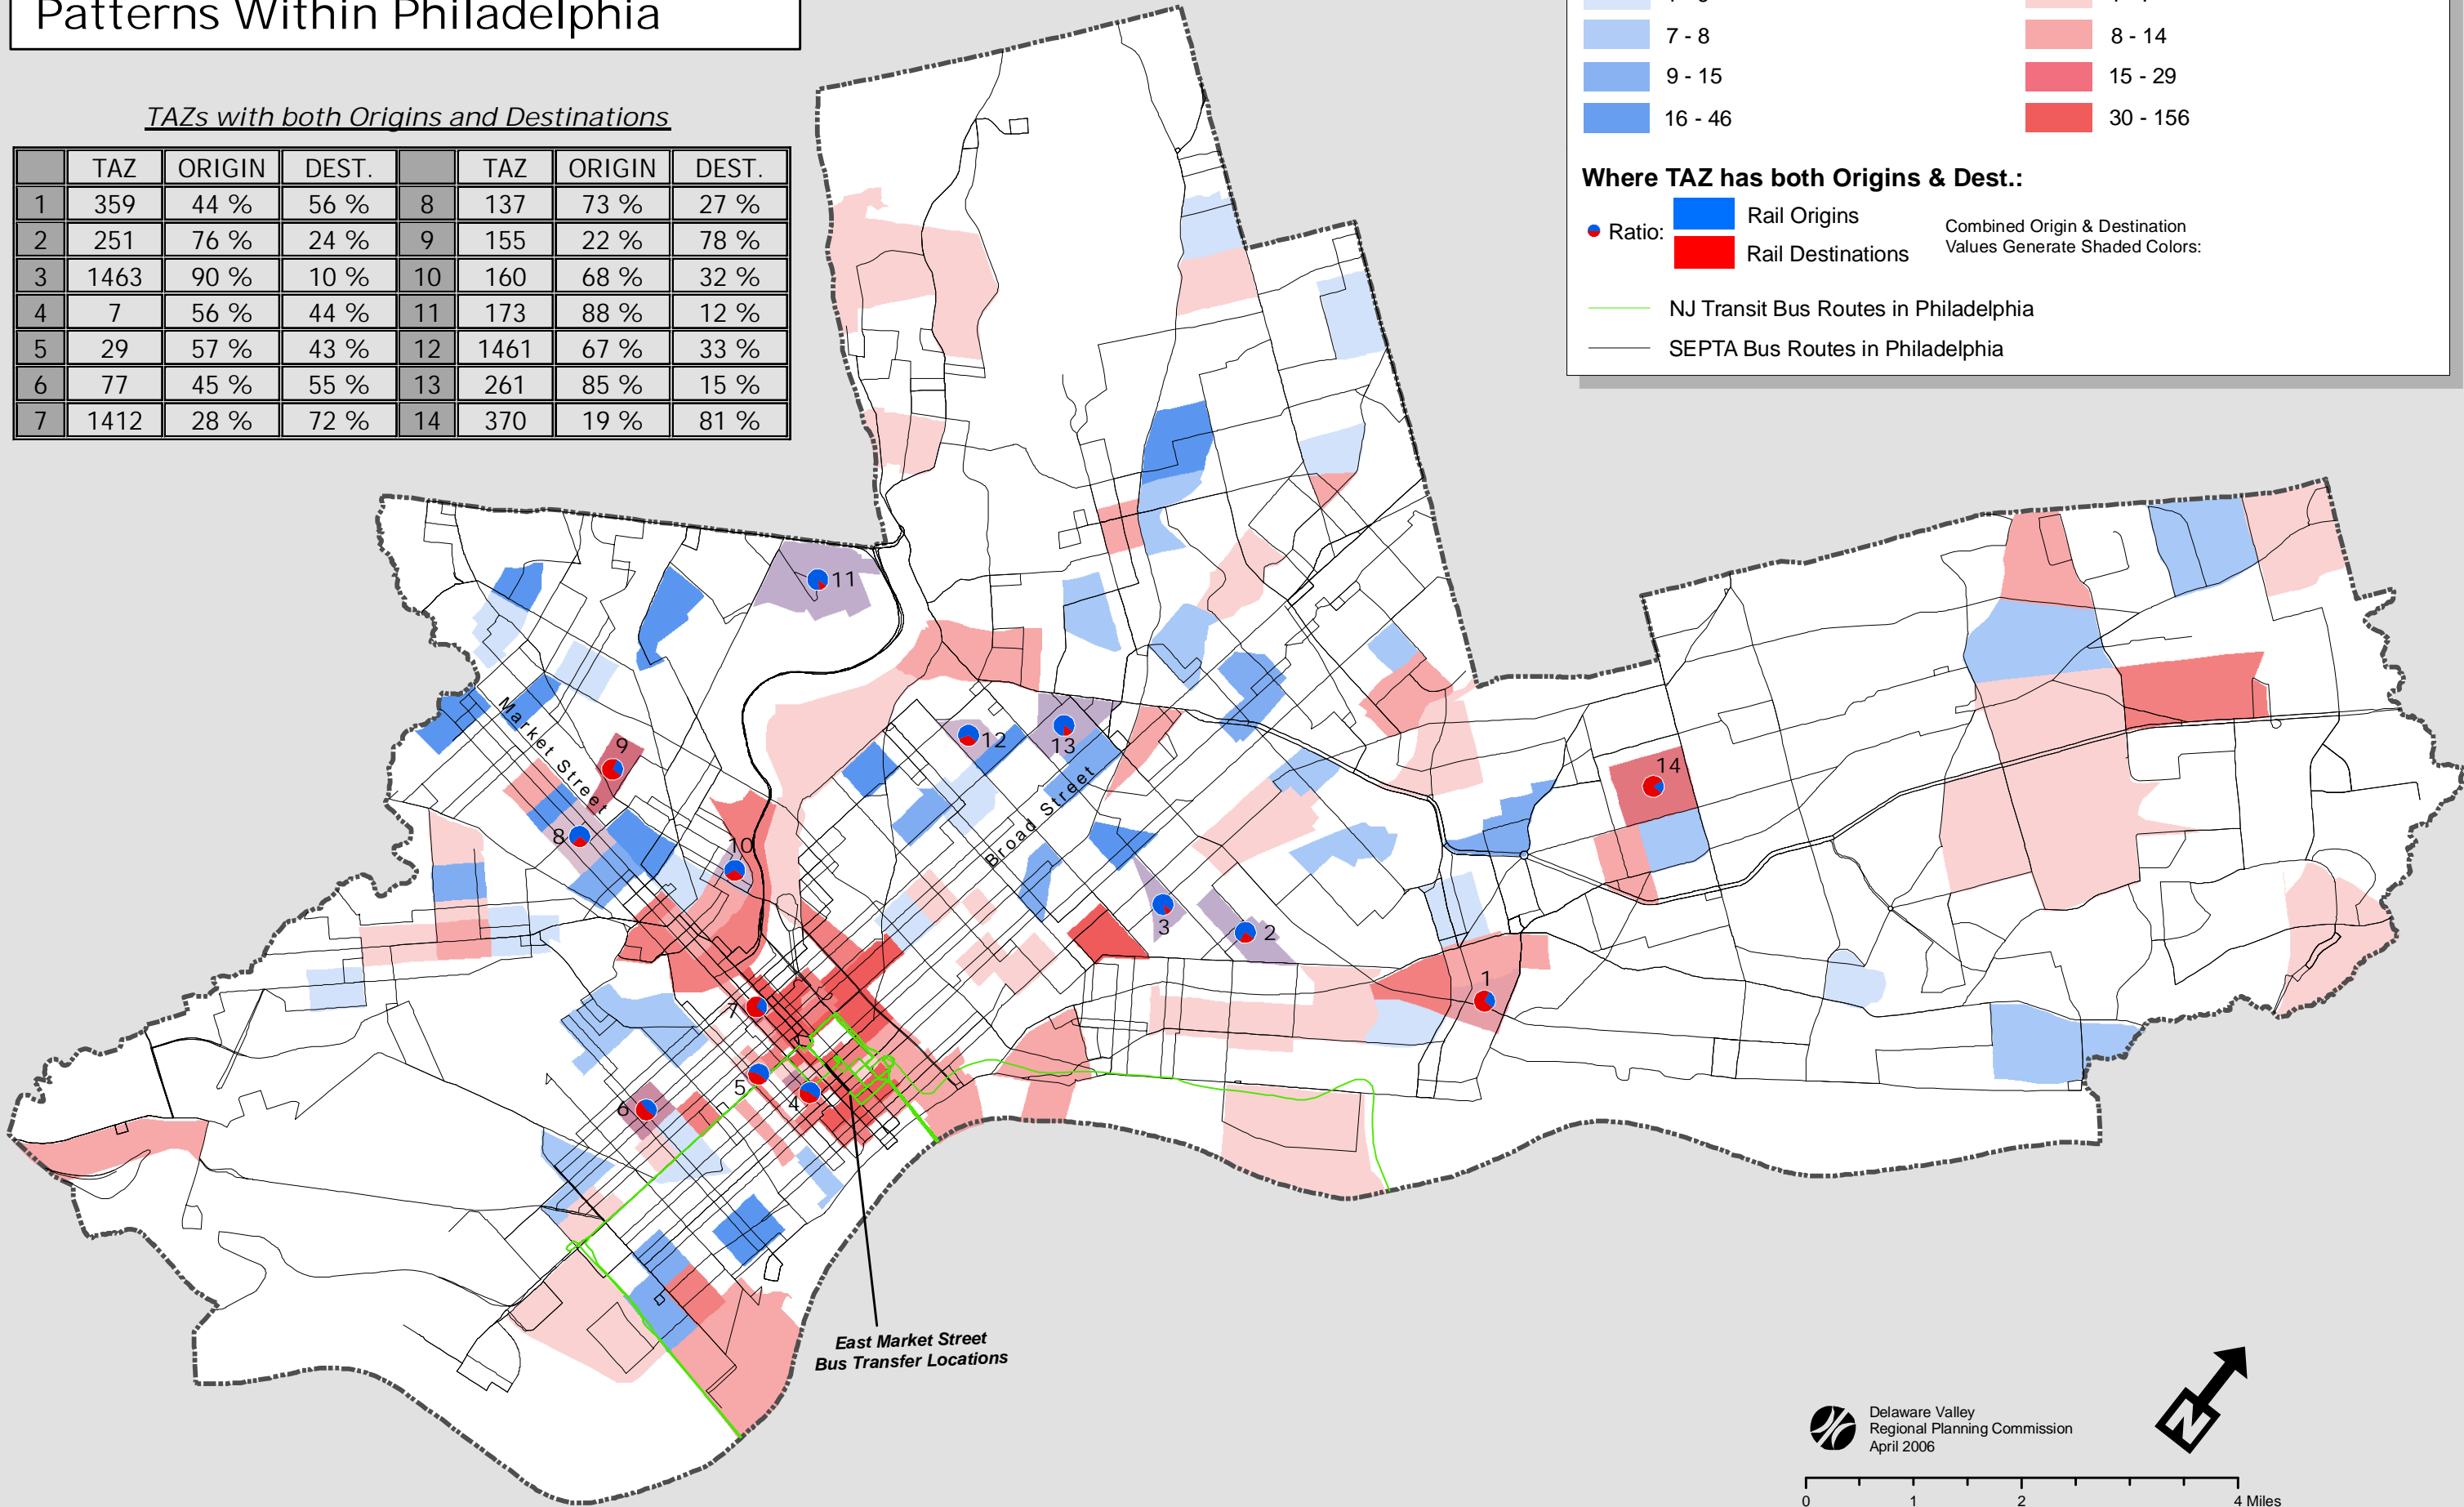 Patterns Within Philadelphia
TAZs with both Origins and Destinations
TAZ ORIGIN DEST. TAZ ORIGIN DEST.
1 359 44 % 56 % 8 137 73 % 27 %
2 251 76 % 24 % 9 155 22 % 78 %
3 1463 90 % 10 % 10 160 68 % 32 %
4 7 56 % 44 % 11 173 88 % 12 %
5 29 57 % 43 % 12 1461 67 % 33 %
6 77 45 % 55 % 13 261 85 % 15 %
7 1412 28 % 72 % 14 370 19 % 81 %
7 - 8 8 - 14
9 - 15 15 - 29
16 - 46 30 - 156
Where TAZ has both Origins & Dest.:
Ratio:
Rail Origins
Rail Destinations
Combined Origin & Destination
Values Generate Shaded Colors:
NJ Transit Bus Routes in Philadelphia
SEPTA Bus Routes in Philadelphia
11
Market Street
9
12
13
Broad Street
14
8
10
3
2
1
7
5
4
6
East Market Street
Bus Transfer Locations
Delaware Valley
Regional Planning Commission
April 2006
N
0 1 2 4 Miles